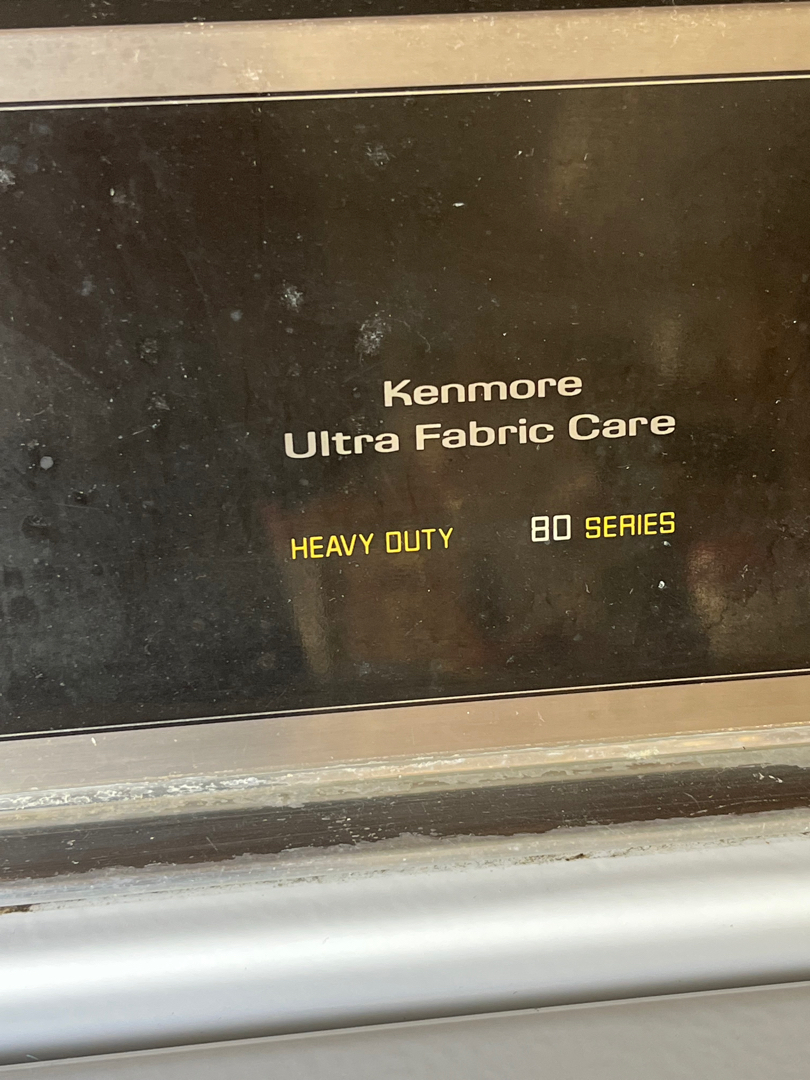 Kenmore
Ultra Fabric Care
HEAVY DUTY 80 SERIES